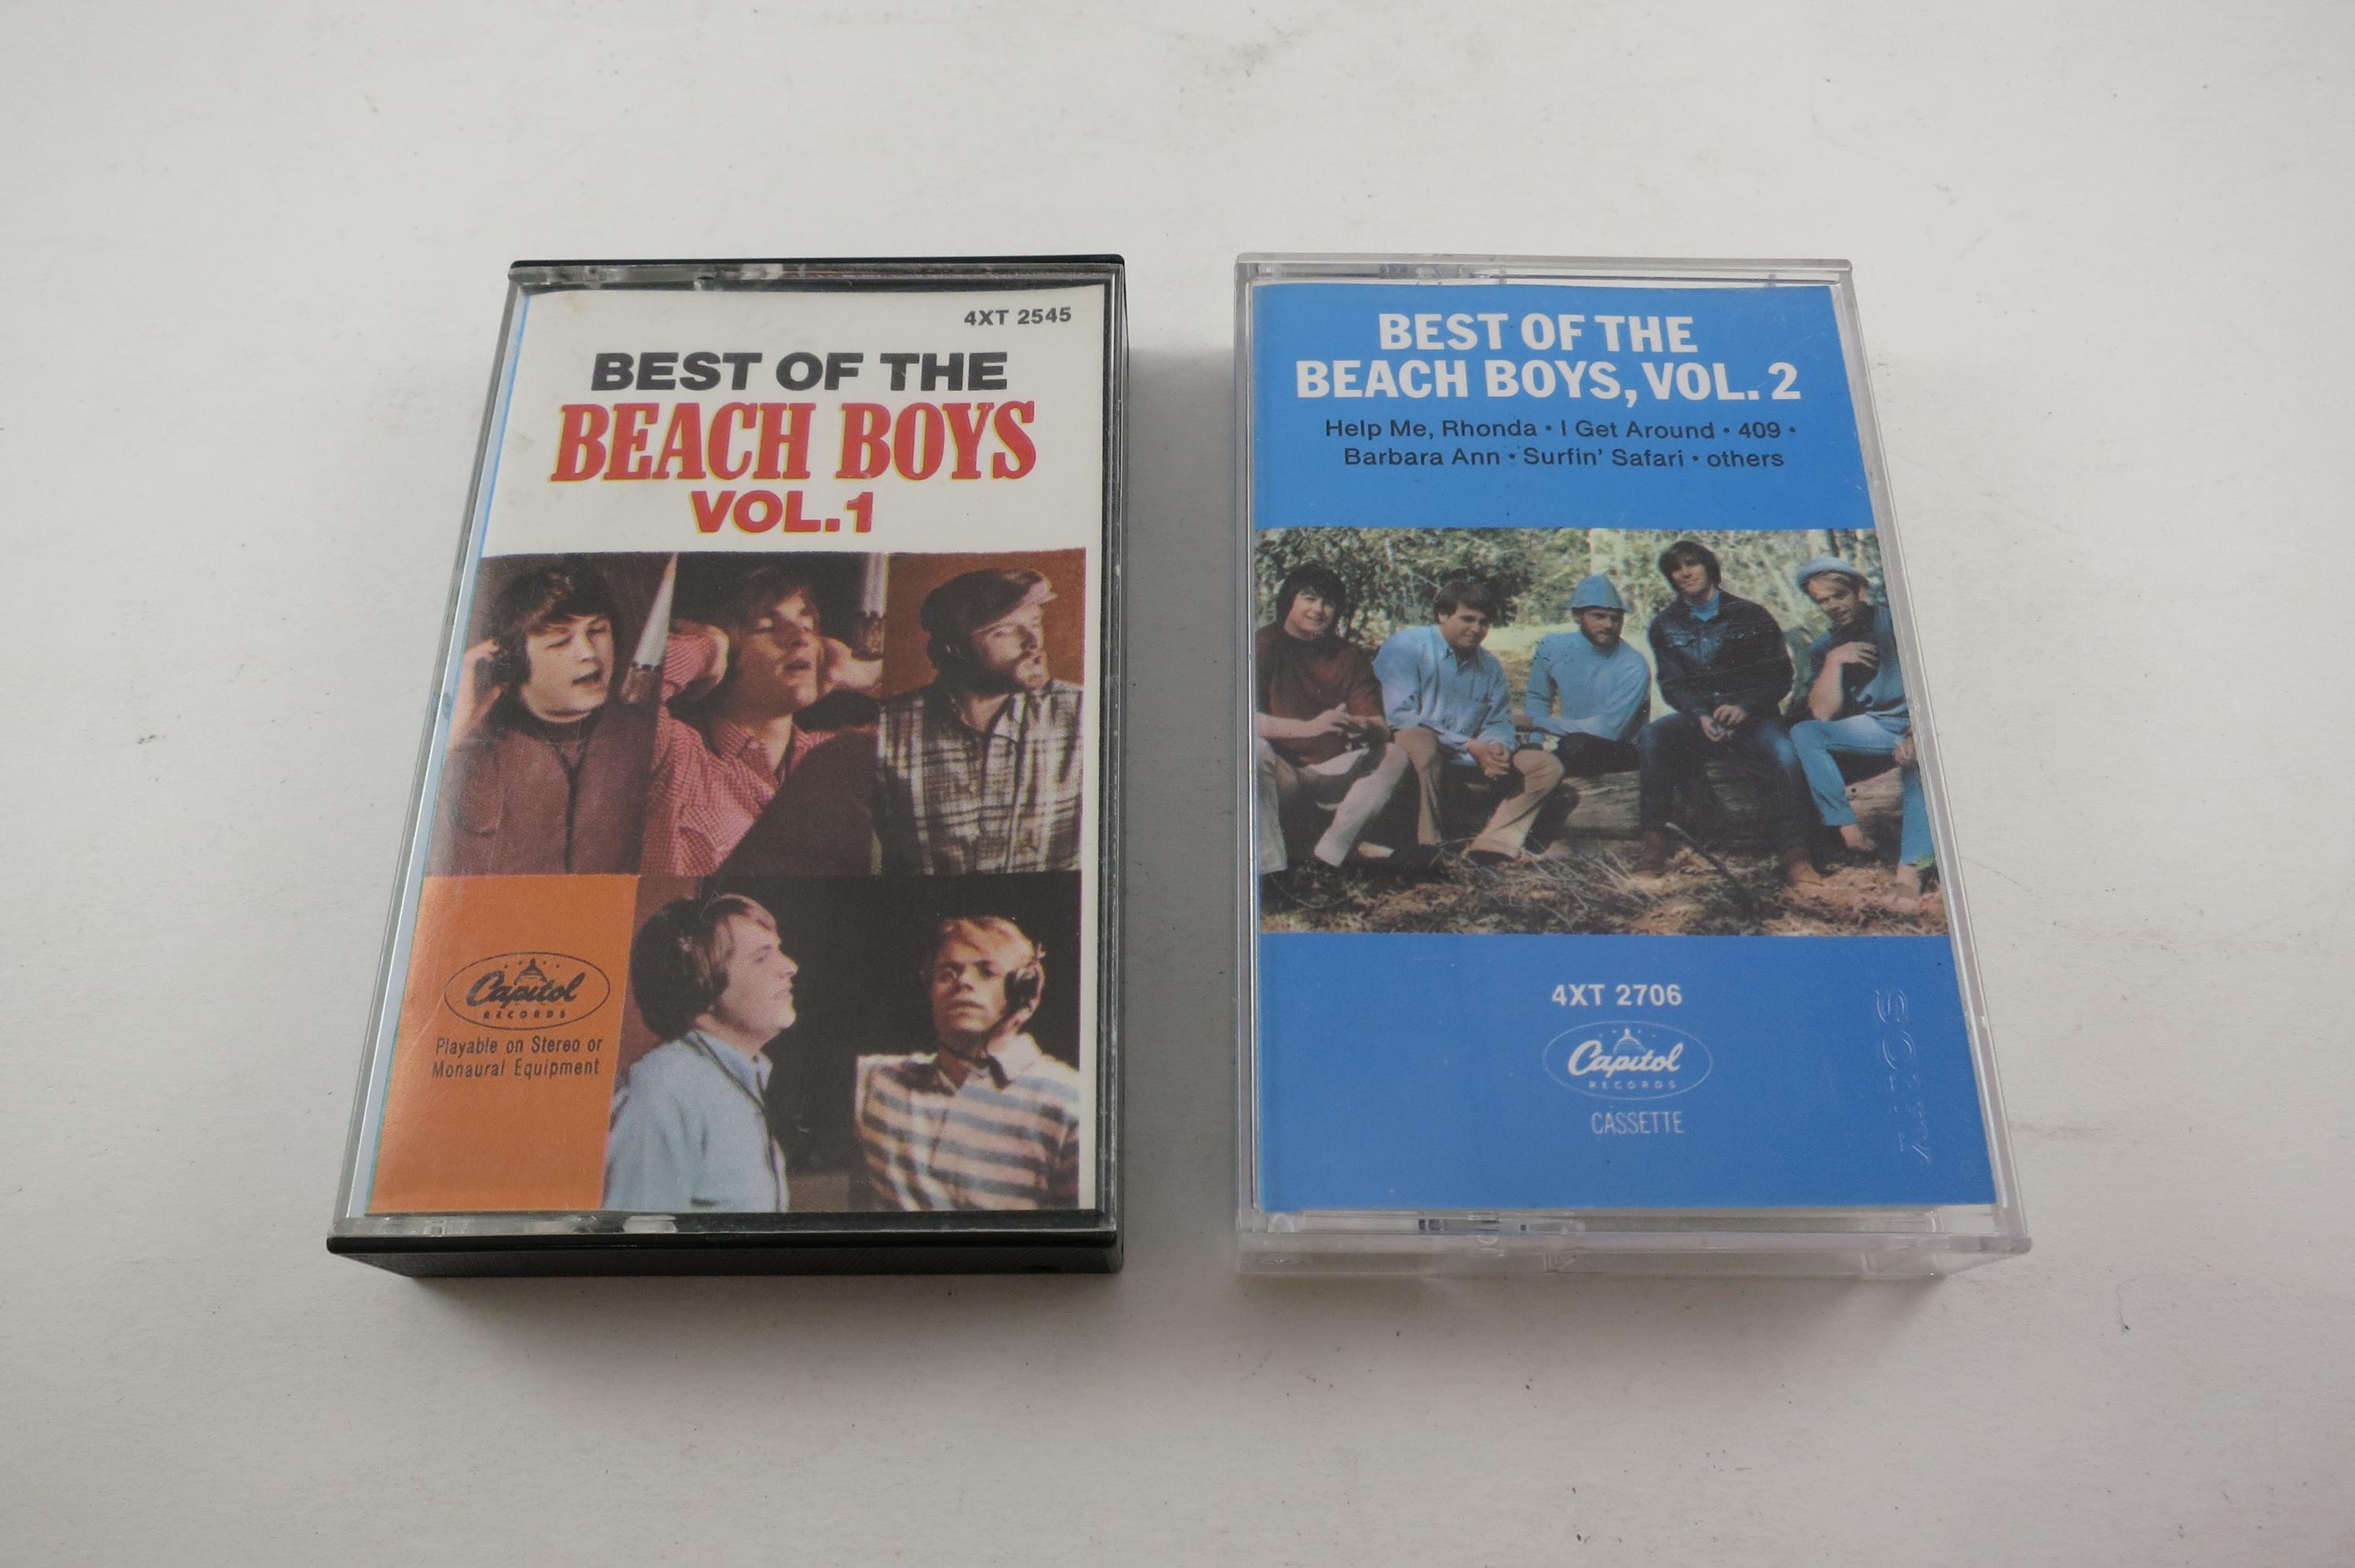 4XT 2545
BEST OF THE
BEACH BOYS
VOL.1
Capitol
RECORDS
Playable on Stereo or
Monaural Equipment
BEST OF THE
BEACH BOYS, VOL. 2
Help Me, Rhonda • I Get Around • 409 •
Barbara Ann • Surfin' Safari • others
4XT 2706
Capitol
RECORDS
CASSETTE